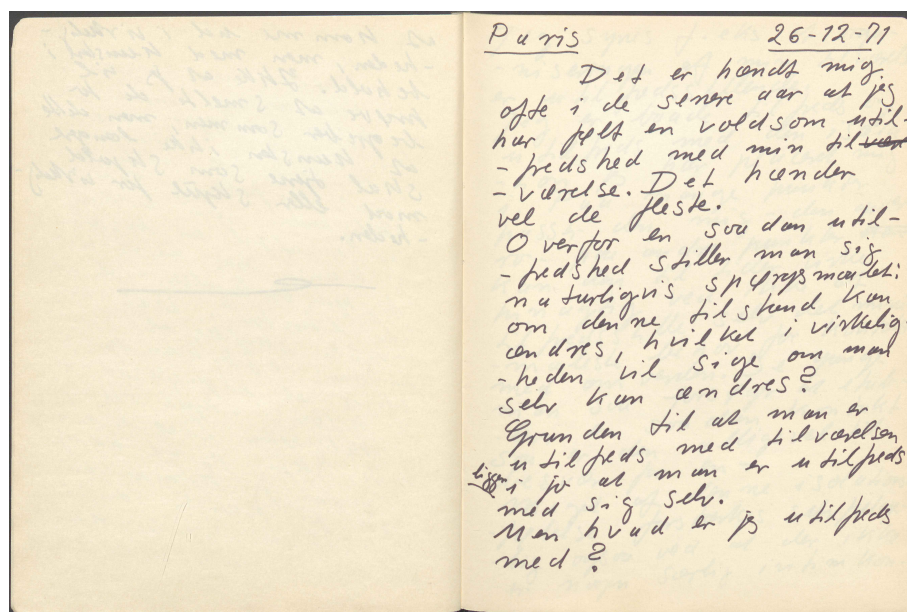 Paris 26-12-71
Det er hændt mig
ofte i de senere aar at jeg
har følt en voldsom util-
-fredshed med min tilvær
-værelse. Det hænder
vel de fleste.
Overfor en saadan util-
-fredshed stiller man sig
naturligvis spørgsmaalet:
om denne tilstand kan
ændres, hvilket i virkelig-
-heden vil sige om man
selv kan ændres?
Grunden til at man er
utilfreds med tilværelsen
ligger i jo at man er utilfreds
med sig selv.
Men hvad er jeg utilfreds
med?